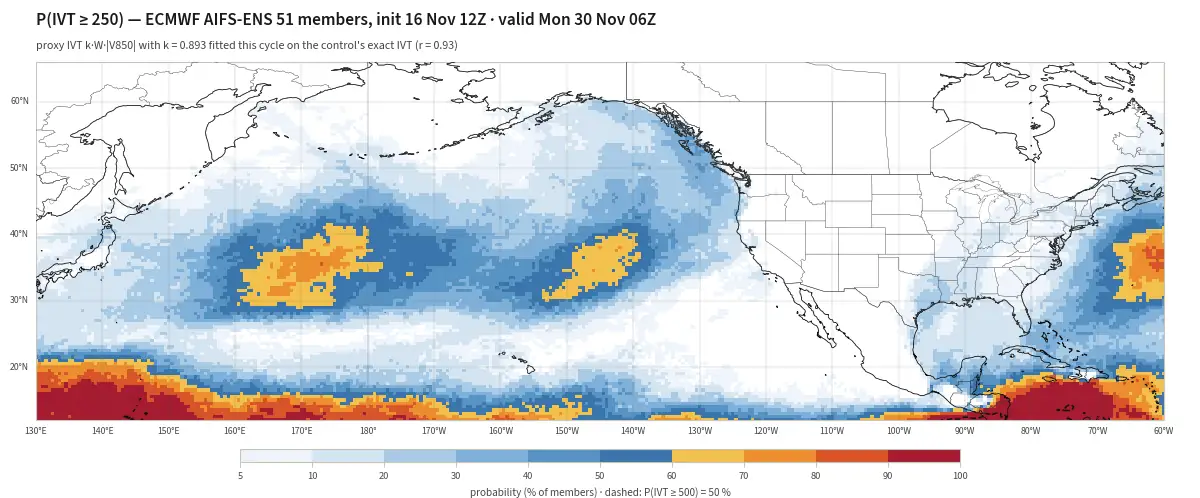 P(IVT ≥ 250) — ECMWF AIFS-ENS 51 members, init 16 Nov 12Z · valid Mon 30 Nov 06Z
proxy IVT k·W·|V850| with k = 0.893 fitted this cycle on the control's exact IVT (r = 0.93)
60°N
50°N
40°N
30°N
20°N
130°E 140°E 150°E 160°E 170°E 180° 170°W 160°W 150°W 140°W 130°W 120°W 110°W 100°W 90°W 80°W 70°W 60°W
5 10 20 30 40 50 60 70 80 90 100
probability (% of members) · dashed: P(IVT ≥ 500) = 50 %